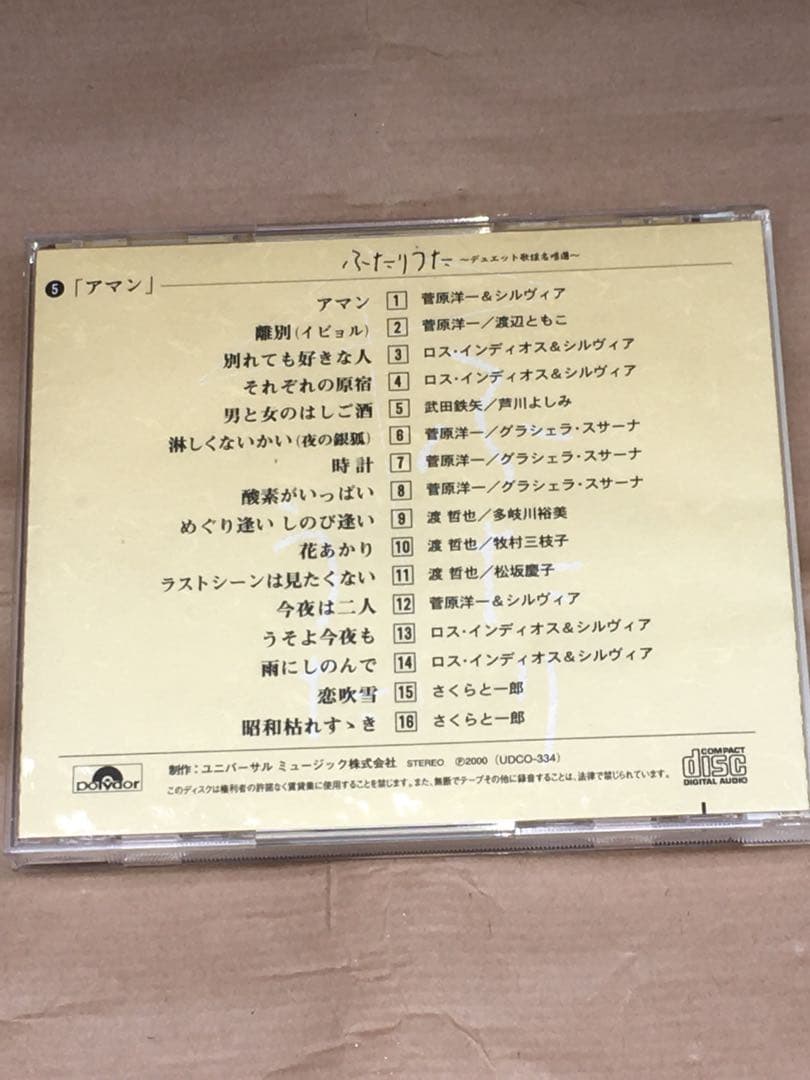 ふたりうた 〜デュエット歌謡名唱選〜
5 「アマン」
アマン 1 菅原洋一＆シルヴィア
離別(イビョル) 2 菅原洋一／渡辺ともこ
別れても好きな人 3 ロス・インディオス＆シルヴィア
それぞれの原宿 4 ロス・インディオス＆シルヴィア
男と女のはしご酒 5 武田鉄矢／芦川よしみ
淋しくないかい(夜の銀狐) 6 菅原洋一／グラシェラ・スサーナ
時計 7 菅原洋一／グラシェラ・スサーナ
酸素がいっぱい 8 菅原洋一／グラシェラ・スサーナ
めぐり逢い しのび逢い 9 渡 哲也／多岐川裕美
花あかり 10 渡 哲也／牧村三枝子
ラストシーンは見たくない 11 渡 哲也／松坂慶子
今夜は二人 12 菅原洋一＆シルヴィア
うそよ今夜も 13 ロス・インディオス＆シルヴィア
雨にしのんで 14 ロス・インディオス＆シルヴィア
恋吹雪 15 さくらと一郎
昭和枯れすゝき 16 さくらと一郎
Polydor
制作：ユニバーサル ミュージック株式会社 STEREO Ⓟ2000 (UDCO-334)
このディスクは権利者の許諾なく賃貸業に使用することを禁じます。また、無断でテープその他に録音することは、法律で禁じられています。
COMPACT
disc
DIGITAL AUDIO